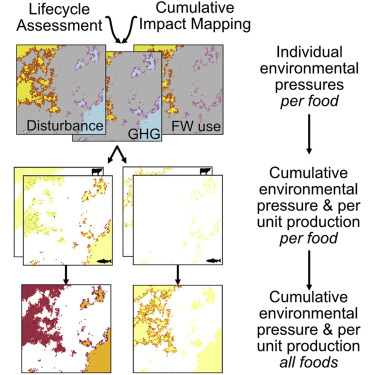 Lifecycle
Assessment
Cumulative
Impact Mapping
Disturbance
GHG
FW use
Individual
environmental
pressures
per food
Cumulative
environmental
pressure & per
unit production
per food
Cumulative
environmental
pressure & per
unit production
all foods